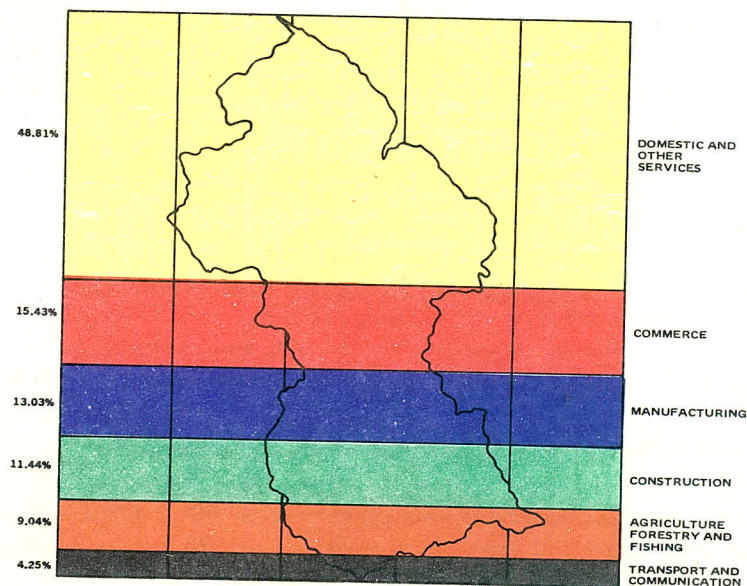 48.81%
DOMESTIC AND
OTHER
SERVICES
15.43%
COMMERCE
13.03%
MANUFACTURING
11.44%
CONSTRUCTION
9.04%
AGRICULTURE
FORESTRY AND
FISHING
4.25%
TRANSPORT AND
COMMUNICATION